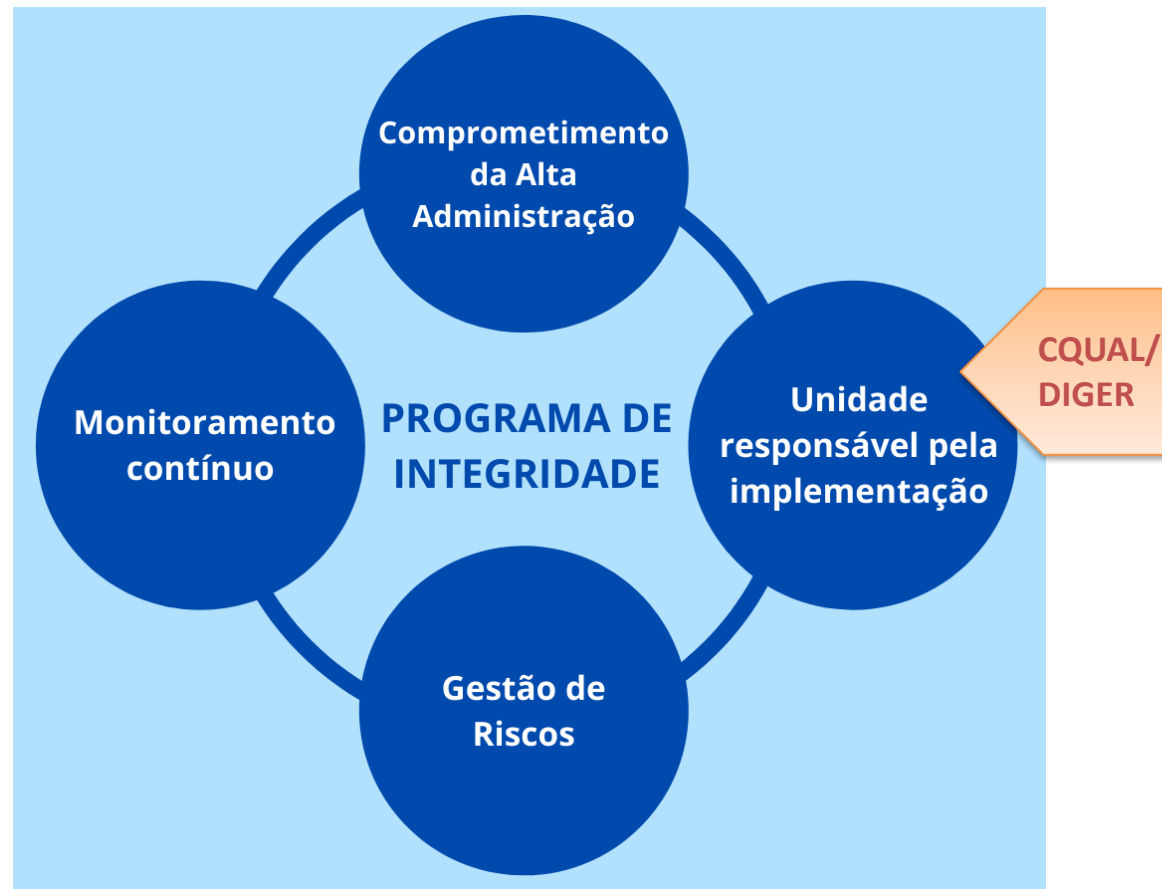 Comprometimento
da Alta
Administração
Monitoramento
contínuo
PROGRAMA DE
INTEGRIDADE
Unidade
responsável pela
implementação
CQUAL/
DIGER
Gestão de
Riscos